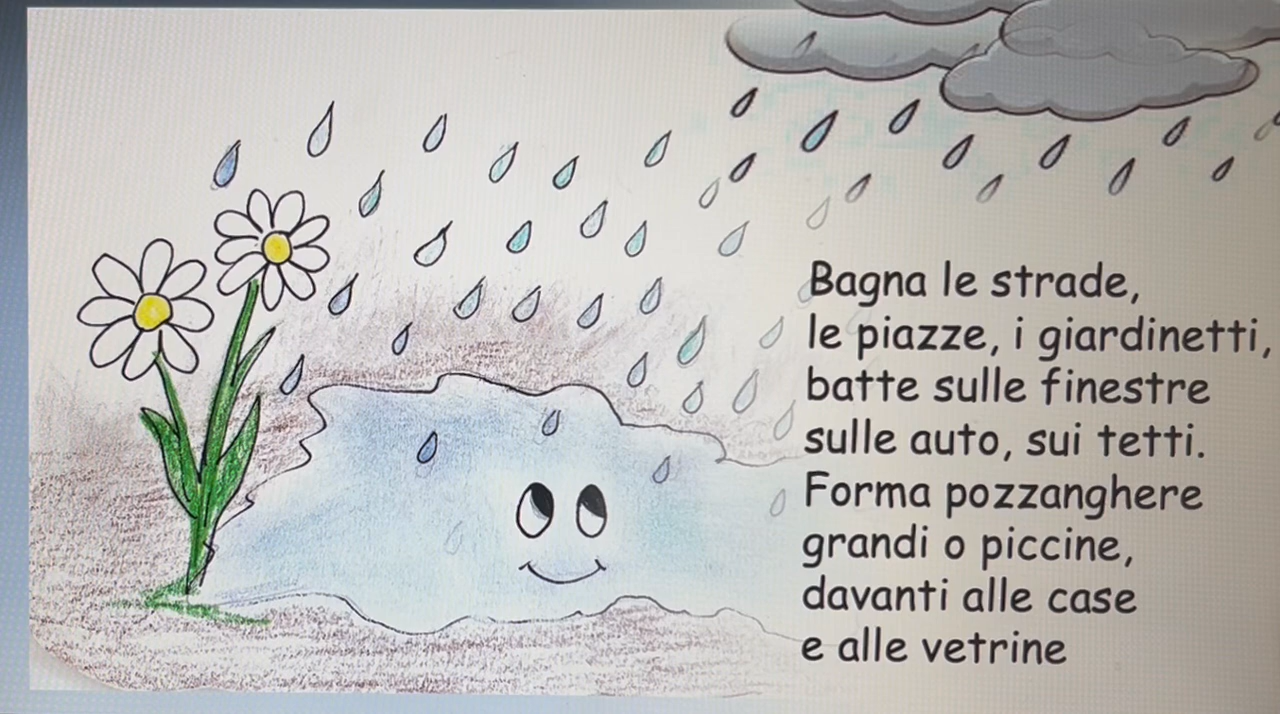 Bagna le strade,
le piazze, i giardinetti,
batte sulle finestre
sulle auto, sui tetti.
Forma pozzanghere
grandi o piccine,
davanti alle case
e alle vetrine